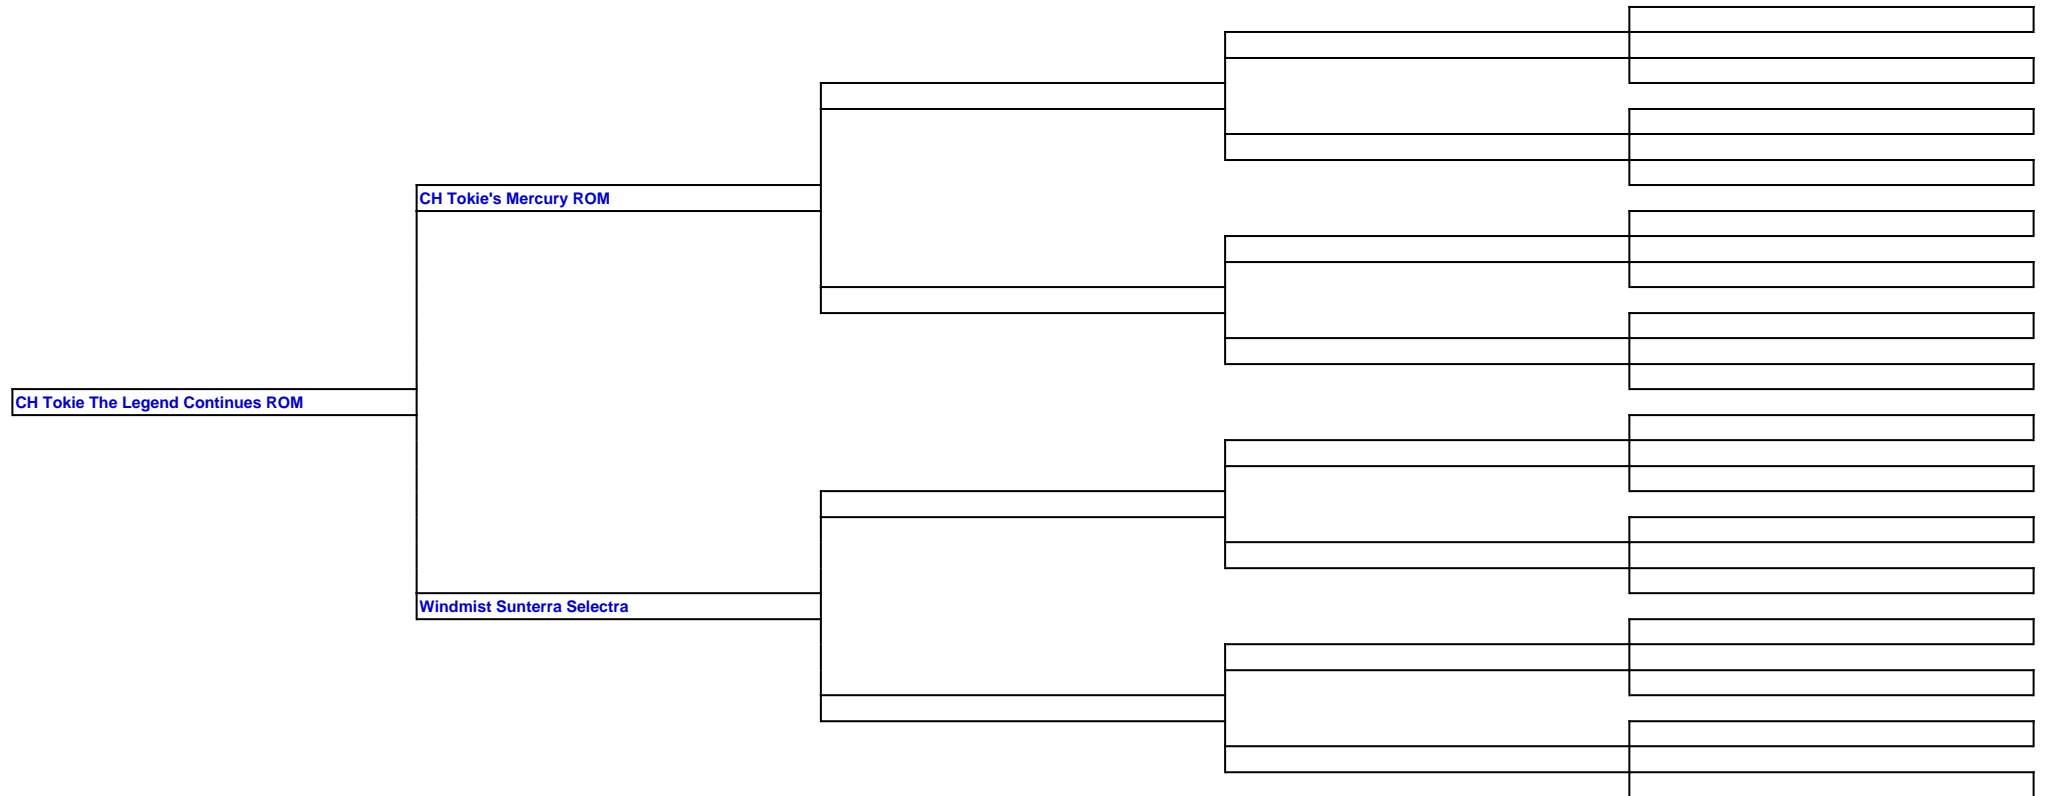 CH Tokie's Mercury ROM
CH Tokie The Legend Continues ROM
Windmist Sunterra Selectra